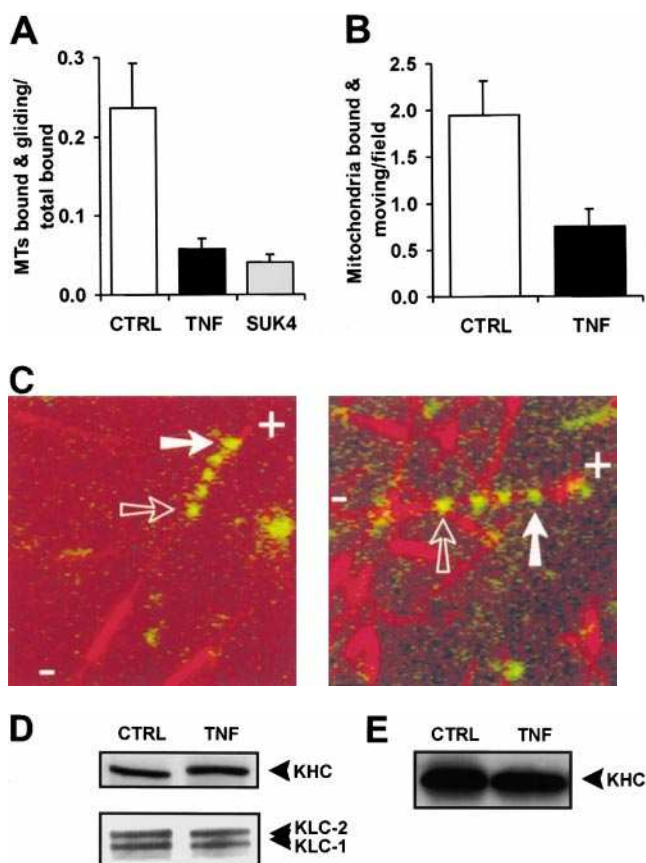 A
MTs bound & gliding/
total bound
0.3
0.2
0.1
0.0
CTRL TNF SUK4
B
Mitochondria bound &
moving/field
2.5
2.0
1.5
1.0
0.5
0.0
CTRL TNF
C
+
-
+
-
D
CTRL TNF
KHC
KLC-2
KLC-1
E
CTRL TNF
KHC